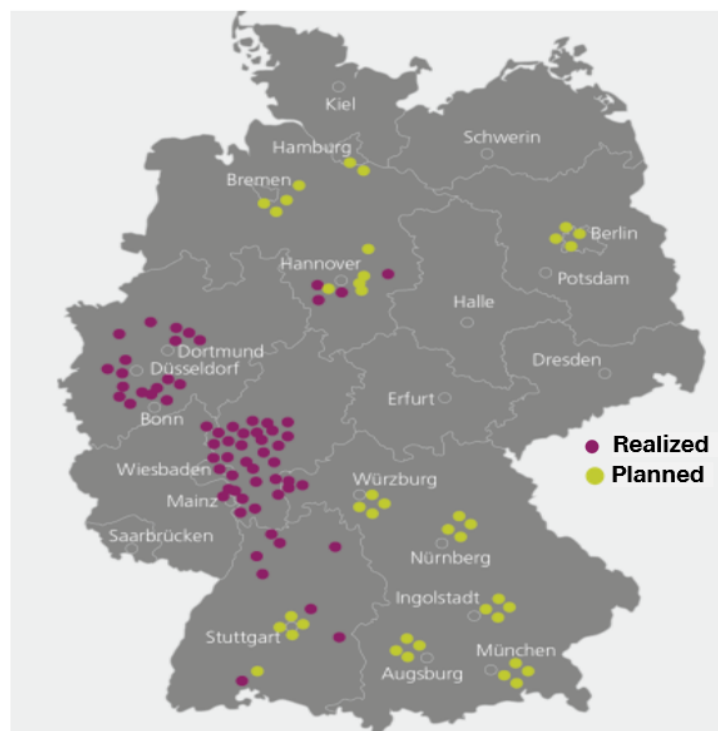 Kiel
Schwerin
Hamburg
Bremen
Berlin
Hannover
Potsdam
Halle
Dortmund
Düsseldorf
Dresden
Erfurt
Bonn
Realized
Wiesbaden
Planned
Würzburg
Mainz
Saarbrücken
Nürnberg
Ingolstadt
Stuttgart
München
Augsburg